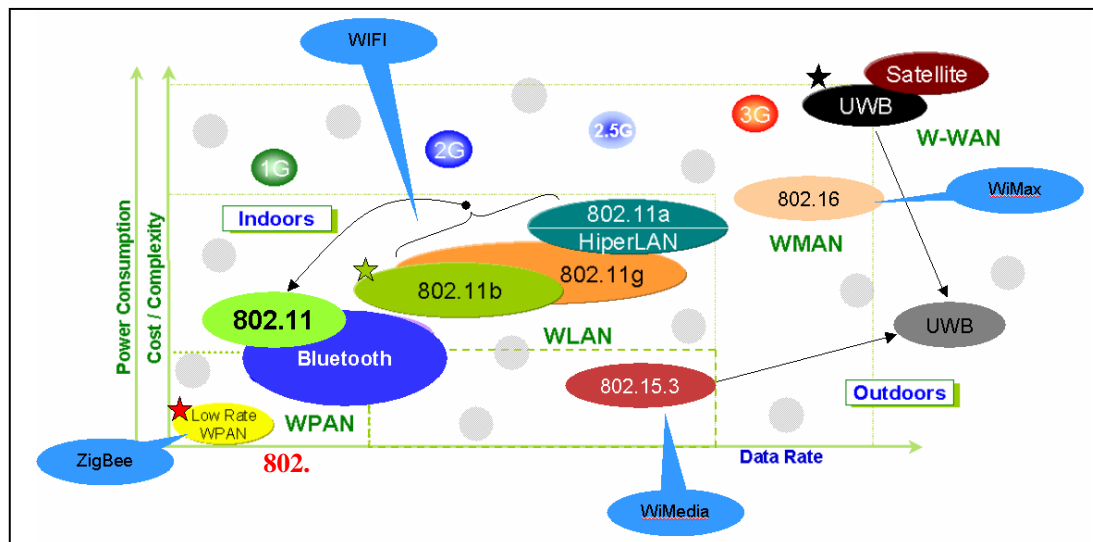 WIFI
Satellite
UWB
3G
2.5G
2G
1G
W-WAN
802.16
WiMax
WMAN
Indoors
802.11a
HiperLAN
802.11g
802.11b
802.11
Bluetooth
WLAN
UWB
802.15.3
Outdoors
Low Rate
WPAN
WPAN
ZigBee
802.
Data Rate
WiMedia
Power Consumption
Cost / Complexity